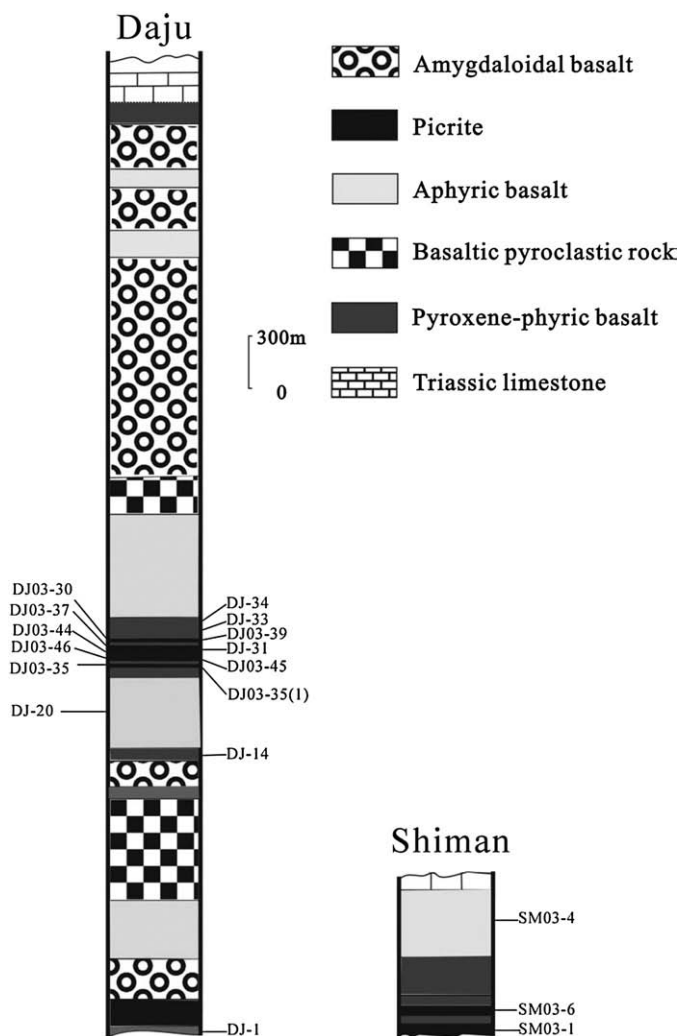 Daju
Amygdaloidal basalt
Picrite
Aphyric basalt
Basaltic pyroclastic rock
Pyroxene-phyric basalt
Triassic limestone
300m
0
DJ03-30
DJ03-37
DJ03-44
DJ03-46
DJ03-35
DJ-20
DJ-34
DJ-33
DJ03-39
DJ-31
DJ03-45
DJ03-35(1)
DJ-14
DJ-1
Shiman
SM03-4
SM03-6
SM03-1